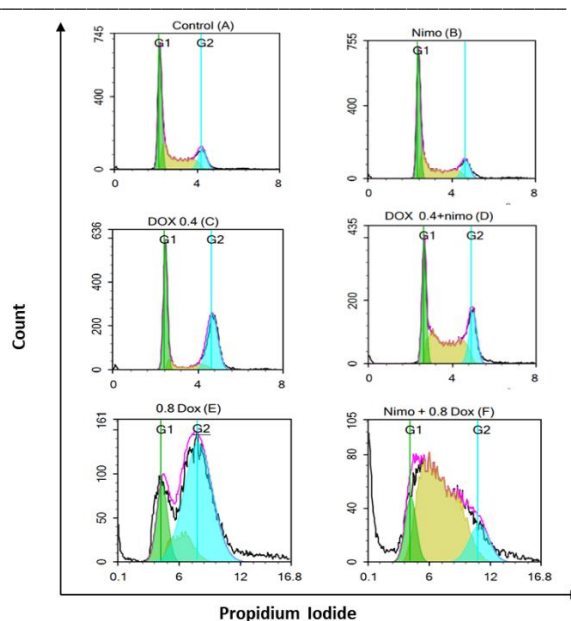 Control (A)
745
G1 G2
400
0
0 4 8
Nimo (B)
755
G1
400
0
0 4 8
DOX 0.4 (C)
636
G1 G2
400
200
0
0 4 8
DOX 0.4+nimo (D)
435
G1 G2
200
0
0 4 8
0.8 Dox (E)
161
G1 G2
100
50
0
0.1 6 12 16.8
Nimo + 0.8 Dox (F)
105
G1 G2
80
40
0
0.1 6 12 16.8
Count
Propidium Iodide